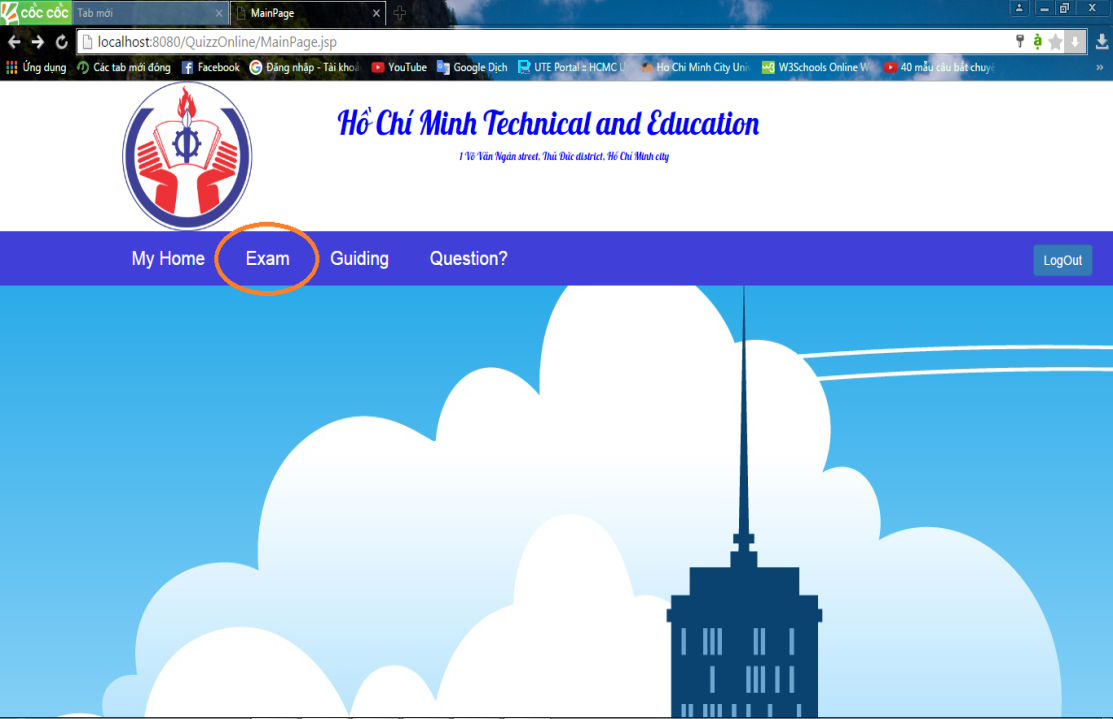 cốc cốc Tab mới MainPage
localhost:8080/QuizzOnline/MainPage.jsp
Ứng dụng Các tab mới đóng Facebook Đăng nhập - Tài kho YouTube Google Dịch UTE Portal :: HCMC U Ho Chi Minh City Univ W3Schools Online W 40 mẫu câu bắt chuyệ »
Hồ Chí Minh Technical and Education
1 Võ Văn Ngân street, Thủ Đức district, Hồ Chí Minh city
My Home Exam Guiding Question? LogOut